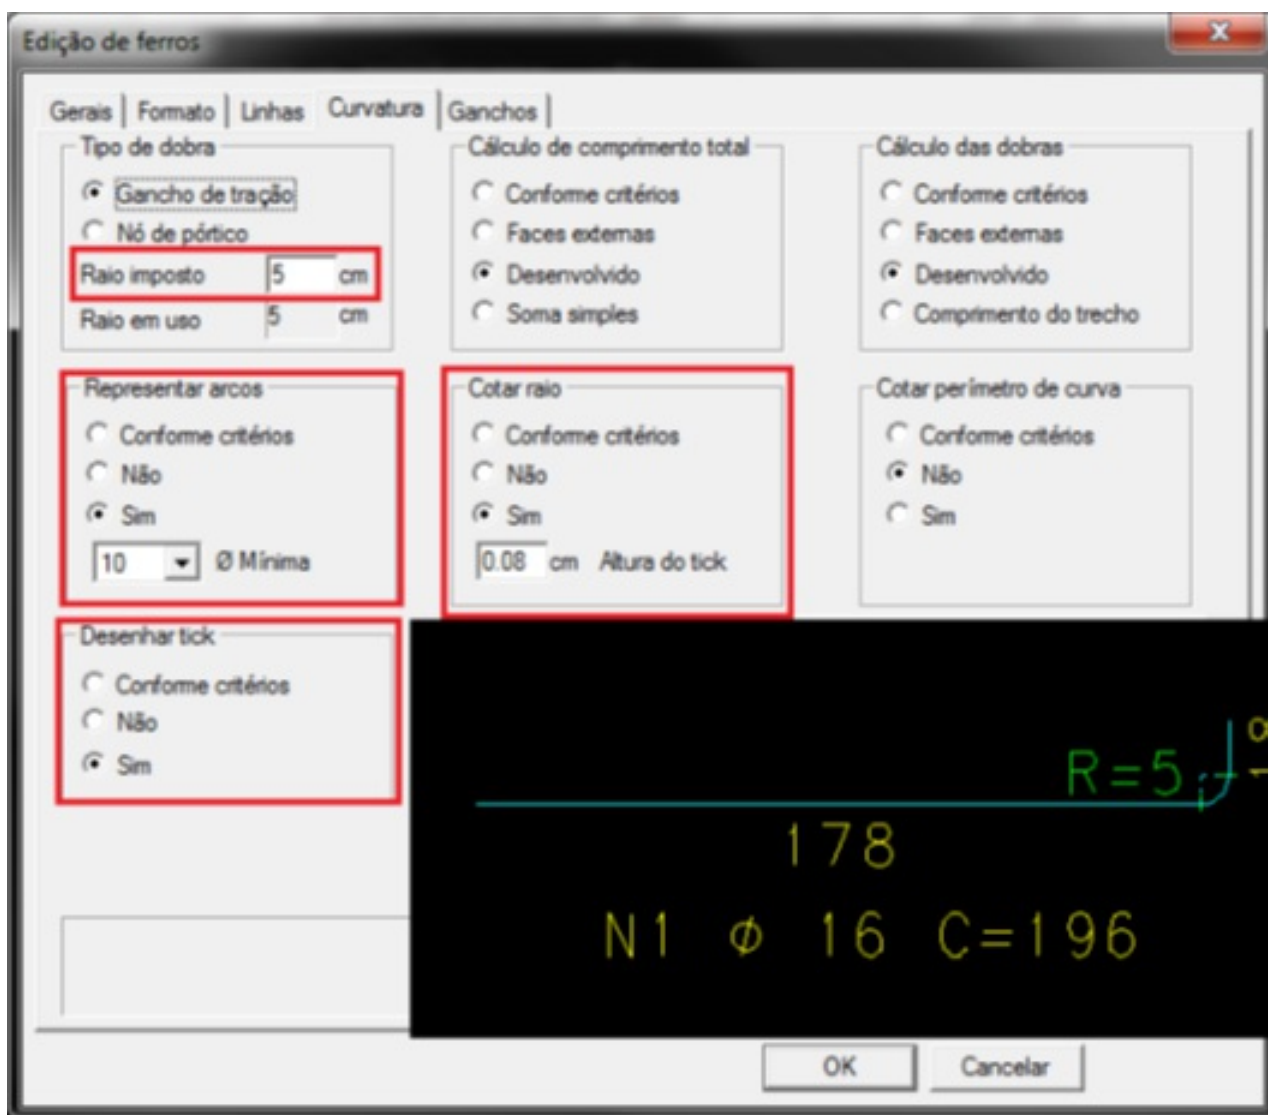 Edição de ferros
Gerais Formato Linhas Curvatura Ganchos
Tipo de dobra
Gancho de tração
Nó de pórtico
Raio imposto 5 cm
Raio em uso 5 cm
Cálculo de comprimento total
Conforme critérios
Faces externas
Desenvolvido
Soma simples
Cálculo das dobras
Conforme critérios
Faces externas
Desenvolvido
Comprimento do trecho
Representar arcos
Conforme critérios
Não
Sim
10 Ø Mínima
Cotar raio
Conforme critérios
Não
Sim
0.08 cm Altura do tick
Cotar perímetro de curva
Conforme critérios
Não
Sim
Desenhar tick
Conforme critérios
Não
Sim
R=5
178
N1 ø 16 C=196
OK Cancelar